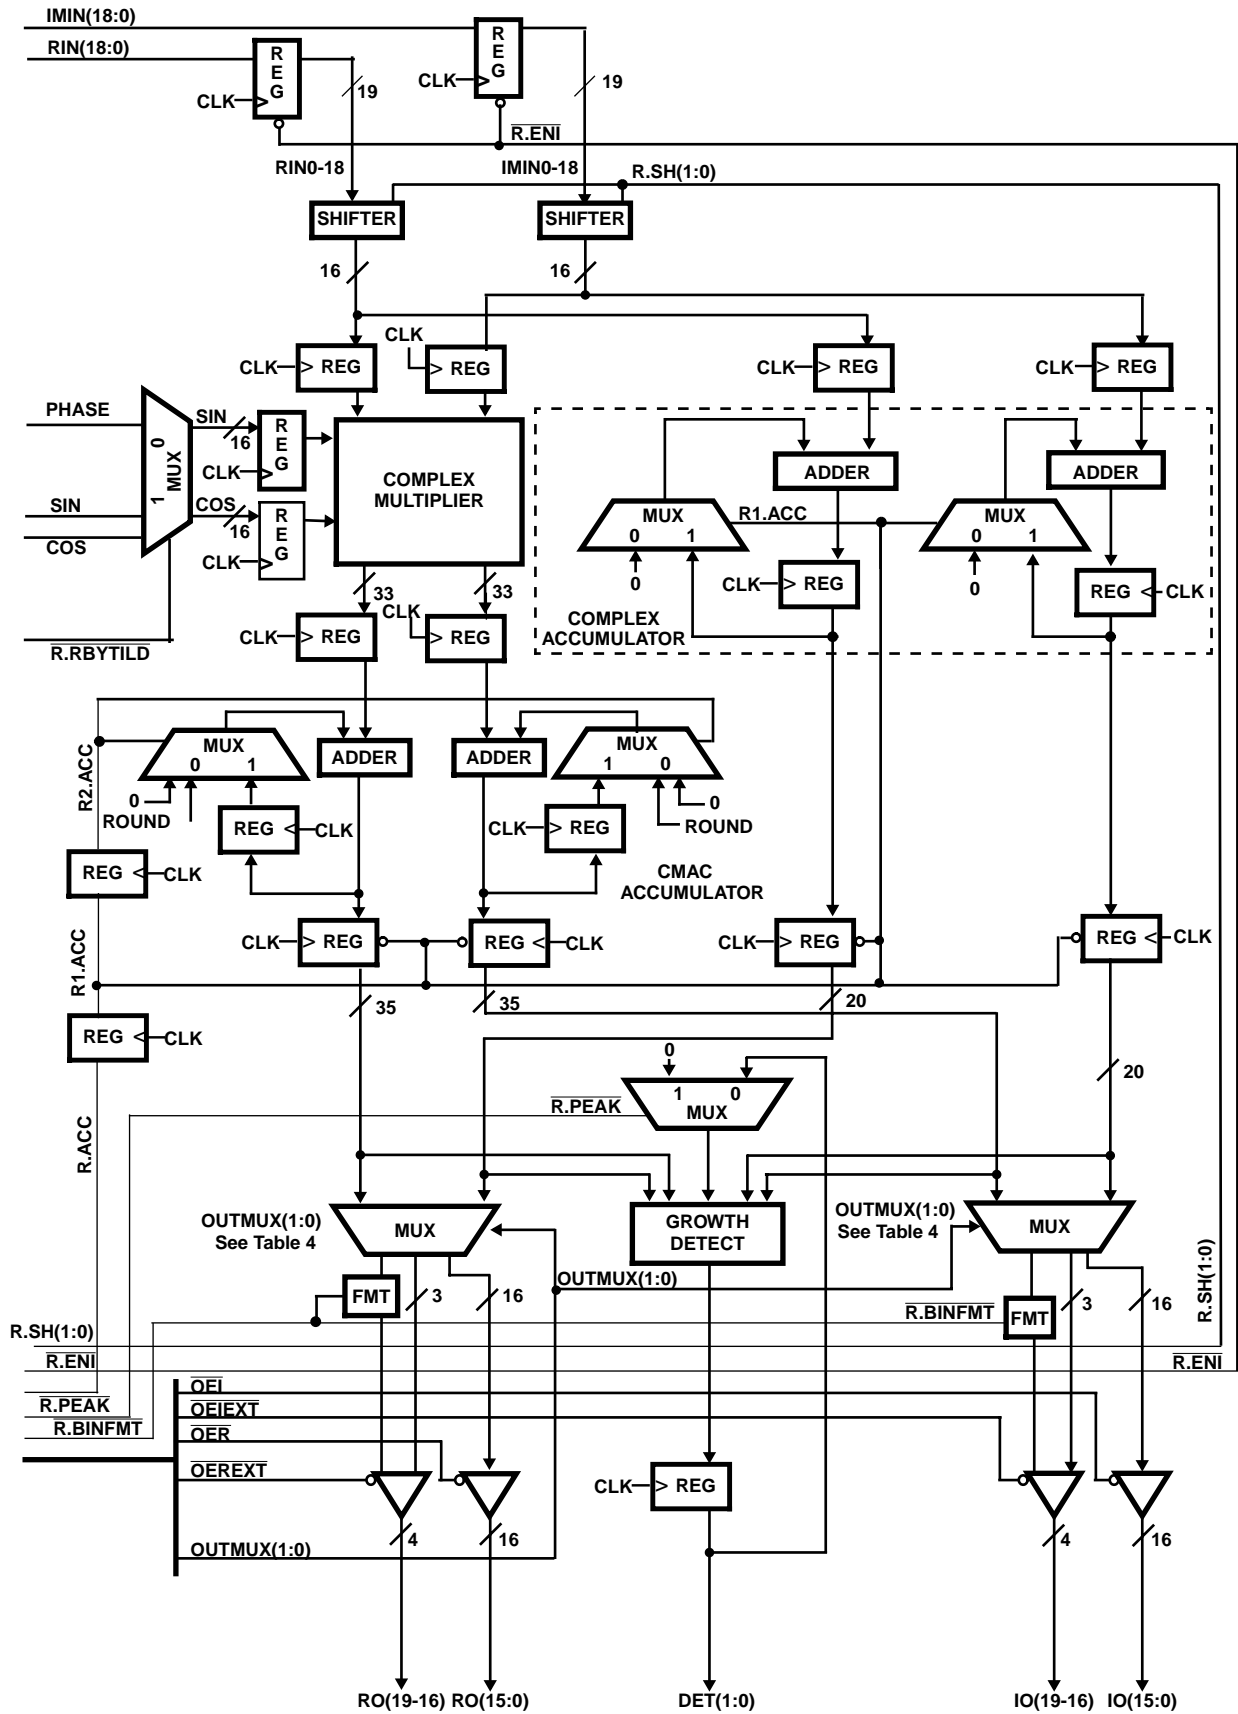 IMIN(18:0)
RIN(18:0)
REG
REG
CLK
CLK
19
19
R.ENI
RIN0-18
IMIN0-18
R.SH(1:0)
SHIFTER
SHIFTER
16
16
CLK
CLK > REG
> REG
CLK > REG
CLK > REG
PHASE
SIN
16
REG
CLK
MUX
0
1
SIN
COS
COS
16
REG
CLK
COMPLEX
MULTIPLIER
R.RBYTILD
ADDER
ADDER
MUX
0 1
R1.ACC
MUX
0 1
0
0
CLK > REG
REG < CLK
COMPLEX
ACCUMULATOR
33
33
CLK
CLK > REG
> REG
R2.ACC
MUX
0 1
ADDER
ADDER
MUX
1 0
0
ROUND
0
ROUND
REG < CLK
CLK > REG
REG < CLK
CMAC
ACCUMULATOR
CLK > REG
REG < CLK
CLK > REG
REG < CLK
R1.ACC
35
35
20
REG < CLK
0
20
R.PEAK
1 0
MUX
R.ACC
OUTMUX(1:0)
See Table 4
MUX
GROWTH
DETECT
OUTMUX(1:0)
See Table 4
MUX
R.SH(1:0)
OUTMUX(1:0)
FMT
3
16
R.BINFMT
FMT
3
16
R.SH(1:0)
R.ENI
R.ENI
R.PEAK
R.BINFMT
OEI
OEIEXT
OER
OEREXT
CLK > REG
OUTMUX(1:0)
4
16
4
16
RO(19-16) RO(15:0)
DET(1:0)
IO(19-16) IO(15:0)